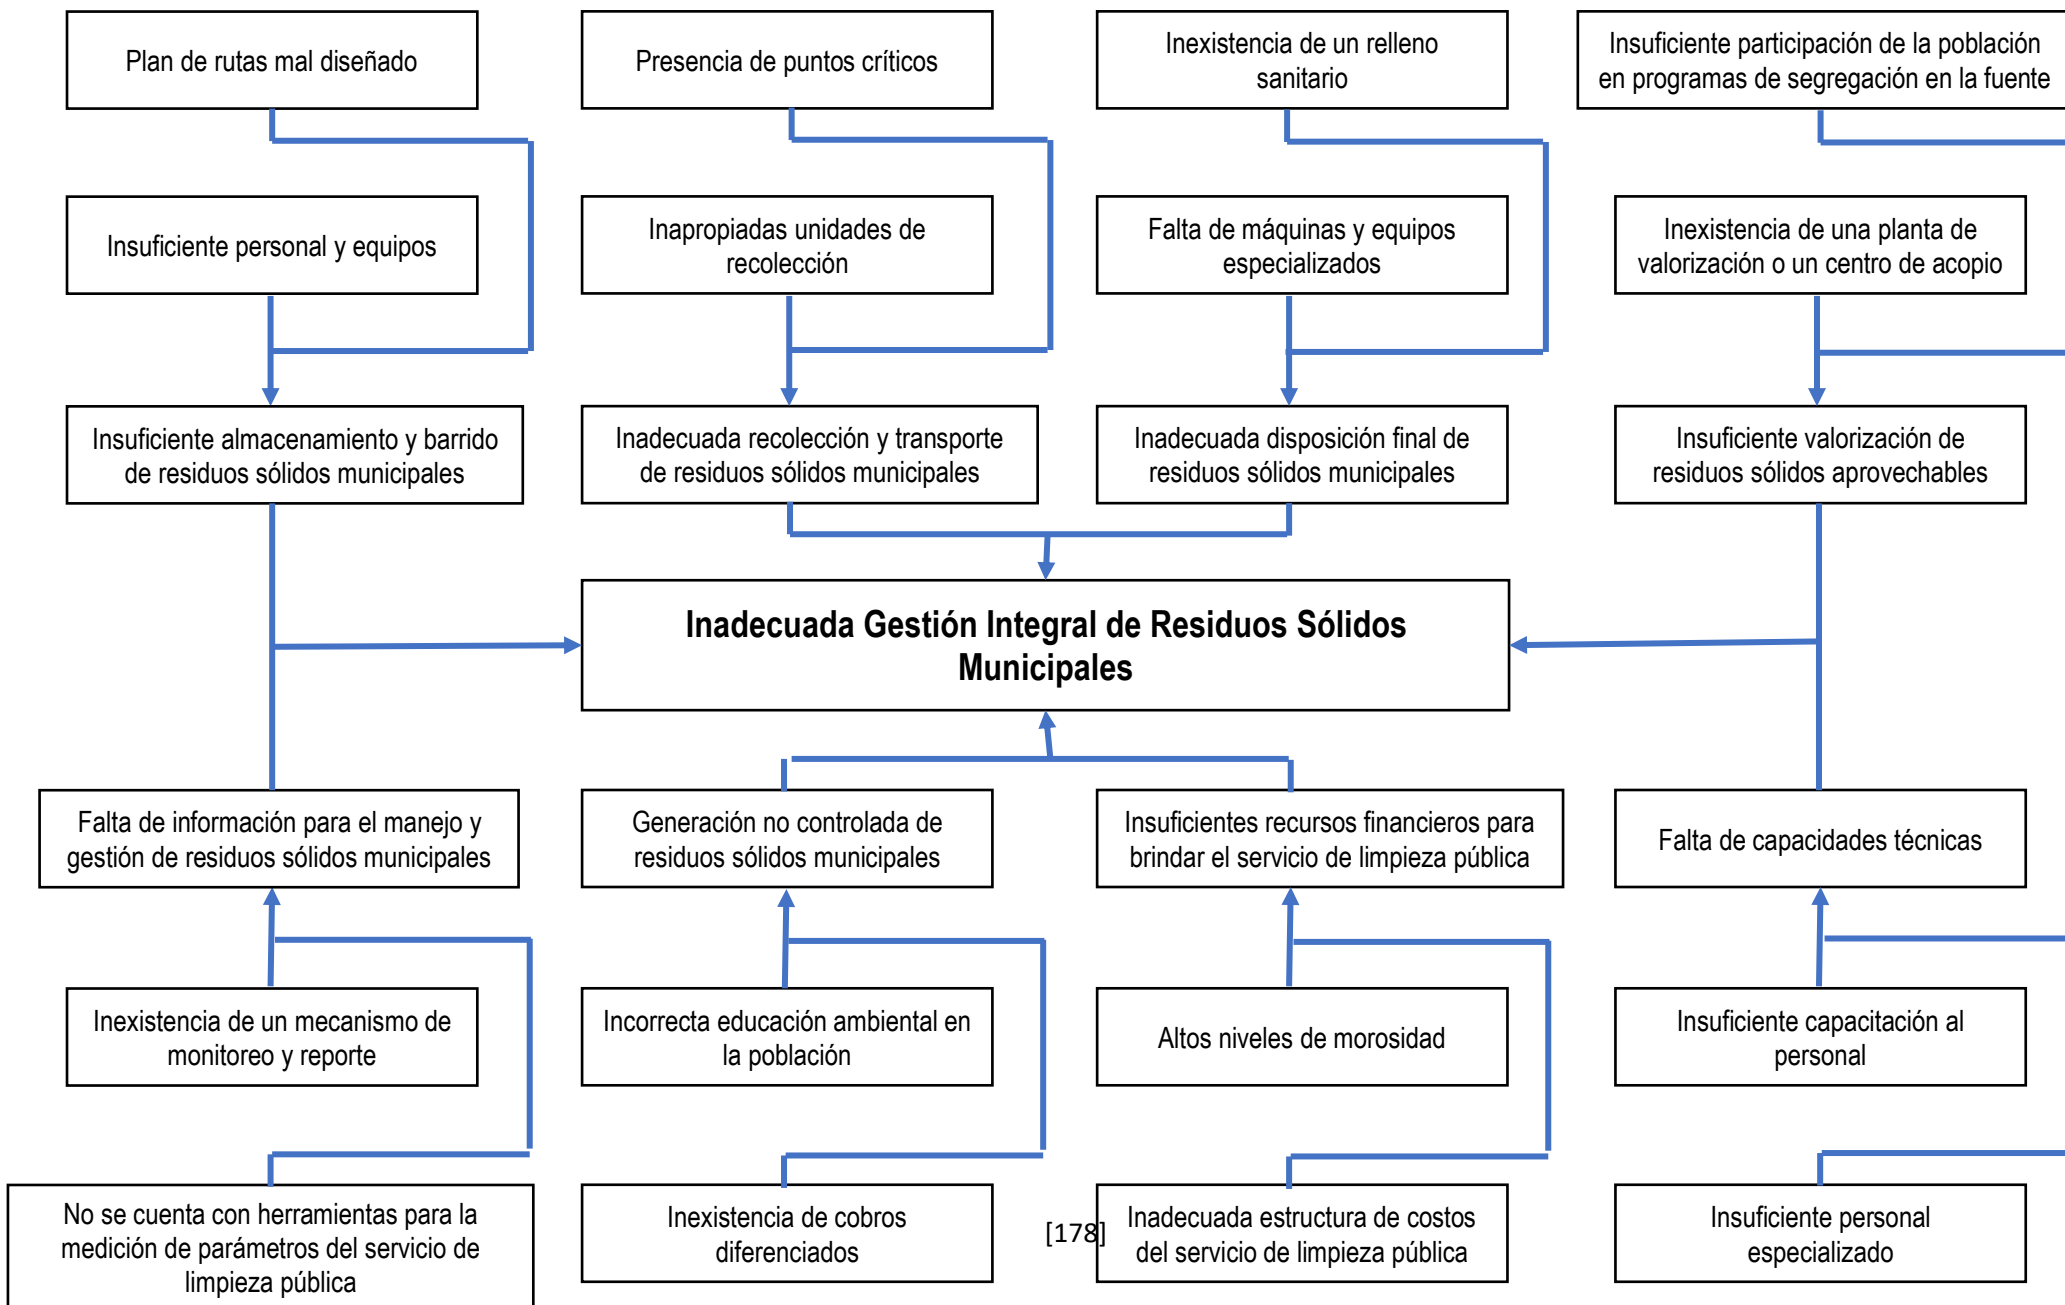 Plan de rutas mal diseñado
Presencia de puntos críticos
Inexistencia de un relleno
sanitario
Insuficiente participación de la población
en programas de segregación en la fuente
Insuficiente personal y equipos
Inapropiadas unidades de
recolección
Falta de máquinas y equipos
especializados
Inexistencia de una planta de
valorización o un centro de acopio
Insuficiente almacenamiento y barrido
de residuos sólidos municipales
Inadecuada recolección y transporte
de residuos sólidos municipales
Inadecuada disposición final de
residuos sólidos municipales
Insuficiente valorización de
residuos sólidos aprovechables
Inadecuada Gestión Integral de Residuos Sólidos
Municipales
Falta de información para el manejo y
gestión de residuos sólidos municipales
Generación no controlada de
residuos sólidos municipales
Insuficientes recursos financieros para
brindar el servicio de limpieza pública
Falta de capacidades técnicas
Inexistencia de un mecanismo de
monitoreo y reporte
Incorrecta educación ambiental en
la población
Altos niveles de morosidad
Insuficiente capacitación al
personal
No se cuenta con herramientas para la
medición de parámetros del servicio de
limpieza pública
Inexistencia de cobros
diferenciados
[178]
Inadecuada estructura de costos
del servicio de limpieza pública
Insuficiente personal
especializado